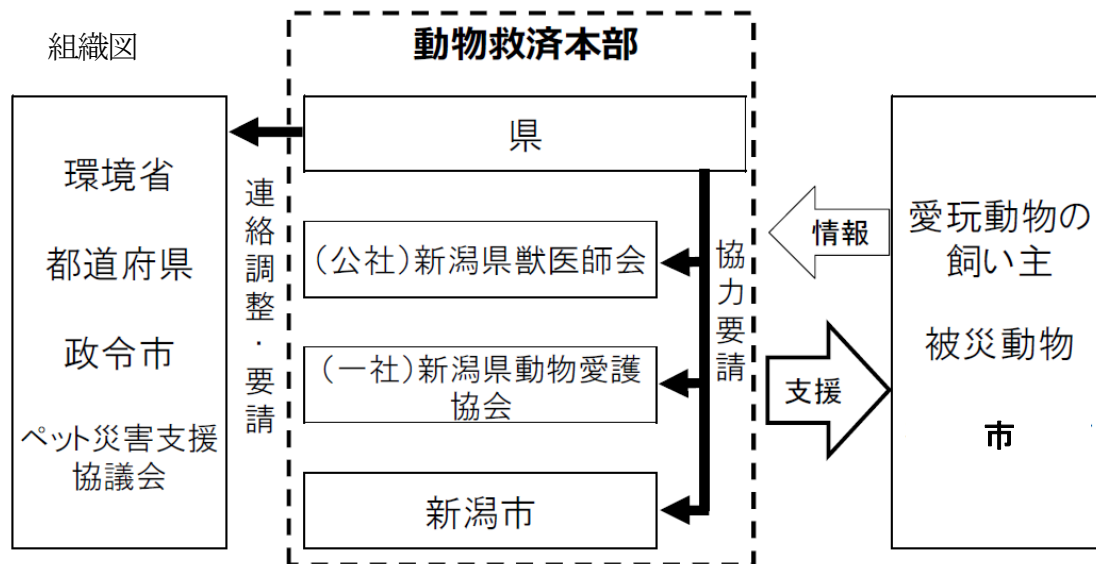 組織図
動物救済本部
環境省
都道府県
政令市
ペット災害支援
協議会
連絡調整・要請
県
(公社)新潟県獣医師会
(一社)新潟県動物愛護
協会
新潟市
協力要請
情報
支援
愛玩動物の
飼い主
被災動物
市